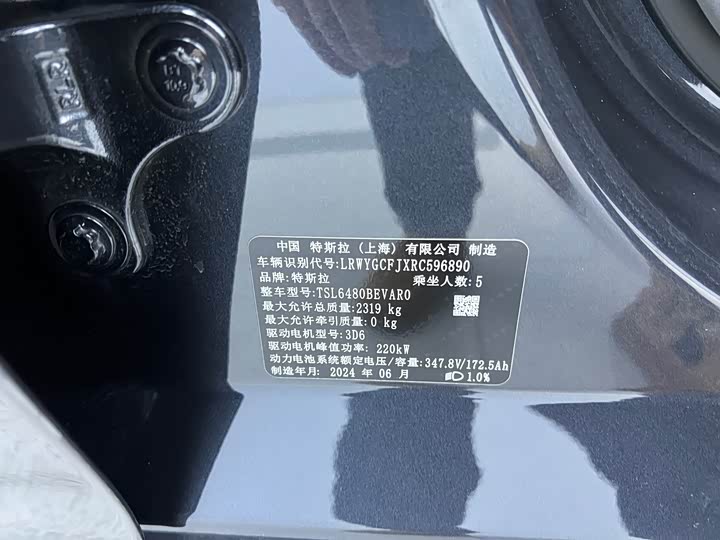 中国 特斯拉 (上海) 有限公司 制造
车辆识别代号:LRWYGCFJXRC596890
品牌:特斯拉 乘坐人数:5
整车型号:TSL6480BEVAR0
最大允许总质量:2319 kg
最大允许牵引质量:0 kg
驱动电机型号:3D6
驱动电机峰值功率: 220kW
动力电池系统额定电压/容量:347.8V/172.5Ah
制造年月: 2024 年 06 月 1.0%